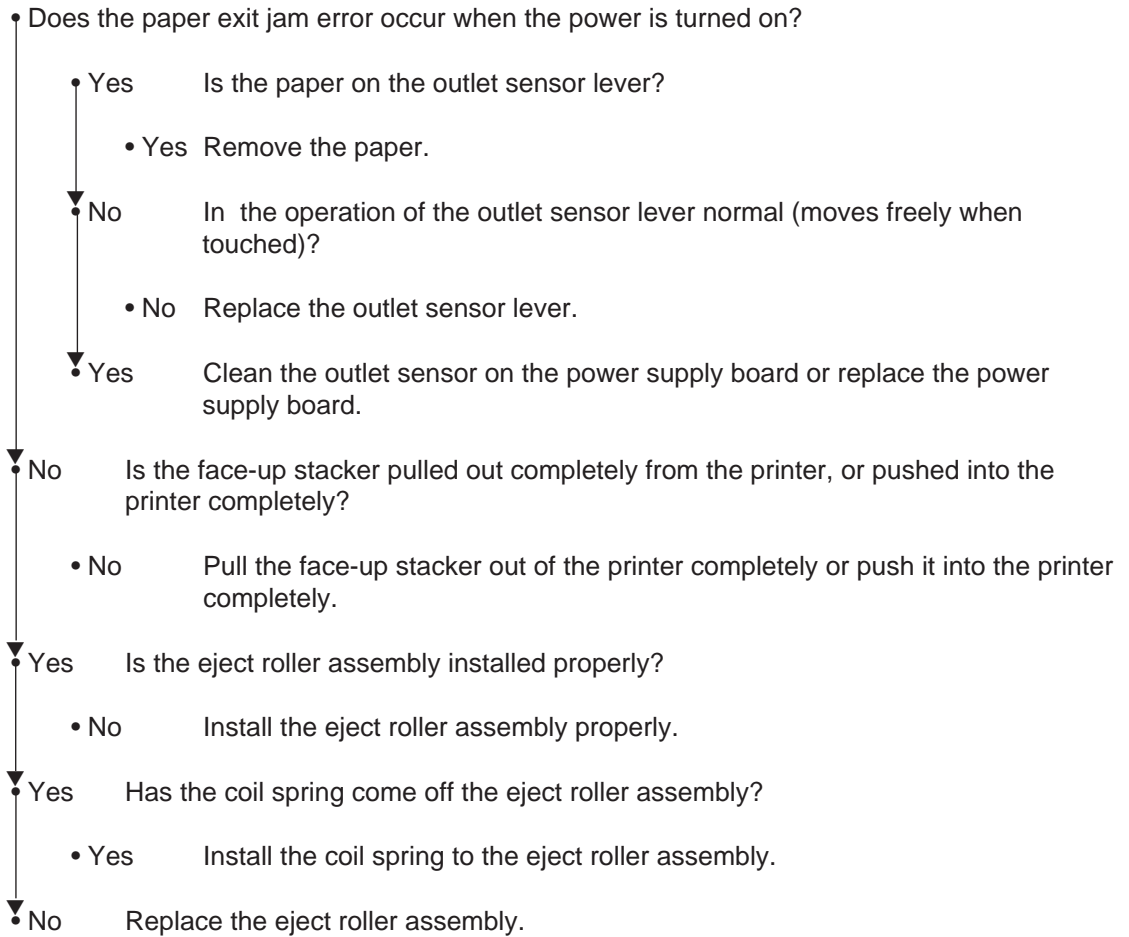 • Does the paper exit jam error occur when the power is turned on?
• Yes Is the paper on the outlet sensor lever?
• Yes Remove the paper.
• No In the operation of the outlet sensor lever normal (moves freely when
touched)?
• No Replace the outlet sensor lever.
• Yes Clean the outlet sensor on the power supply board or replace the power
supply board.
• No Is the face-up stacker pulled out completely from the printer, or pushed into the
printer completely?
• No Pull the face-up stacker out of the printer completely or push it into the printer
completely.
• Yes Is the eject roller assembly installed properly?
• No Install the eject roller assembly properly.
• Yes Has the coil spring come off the eject roller assembly?
• Yes Install the coil spring to the eject roller assembly.
• No Replace the eject roller assembly.